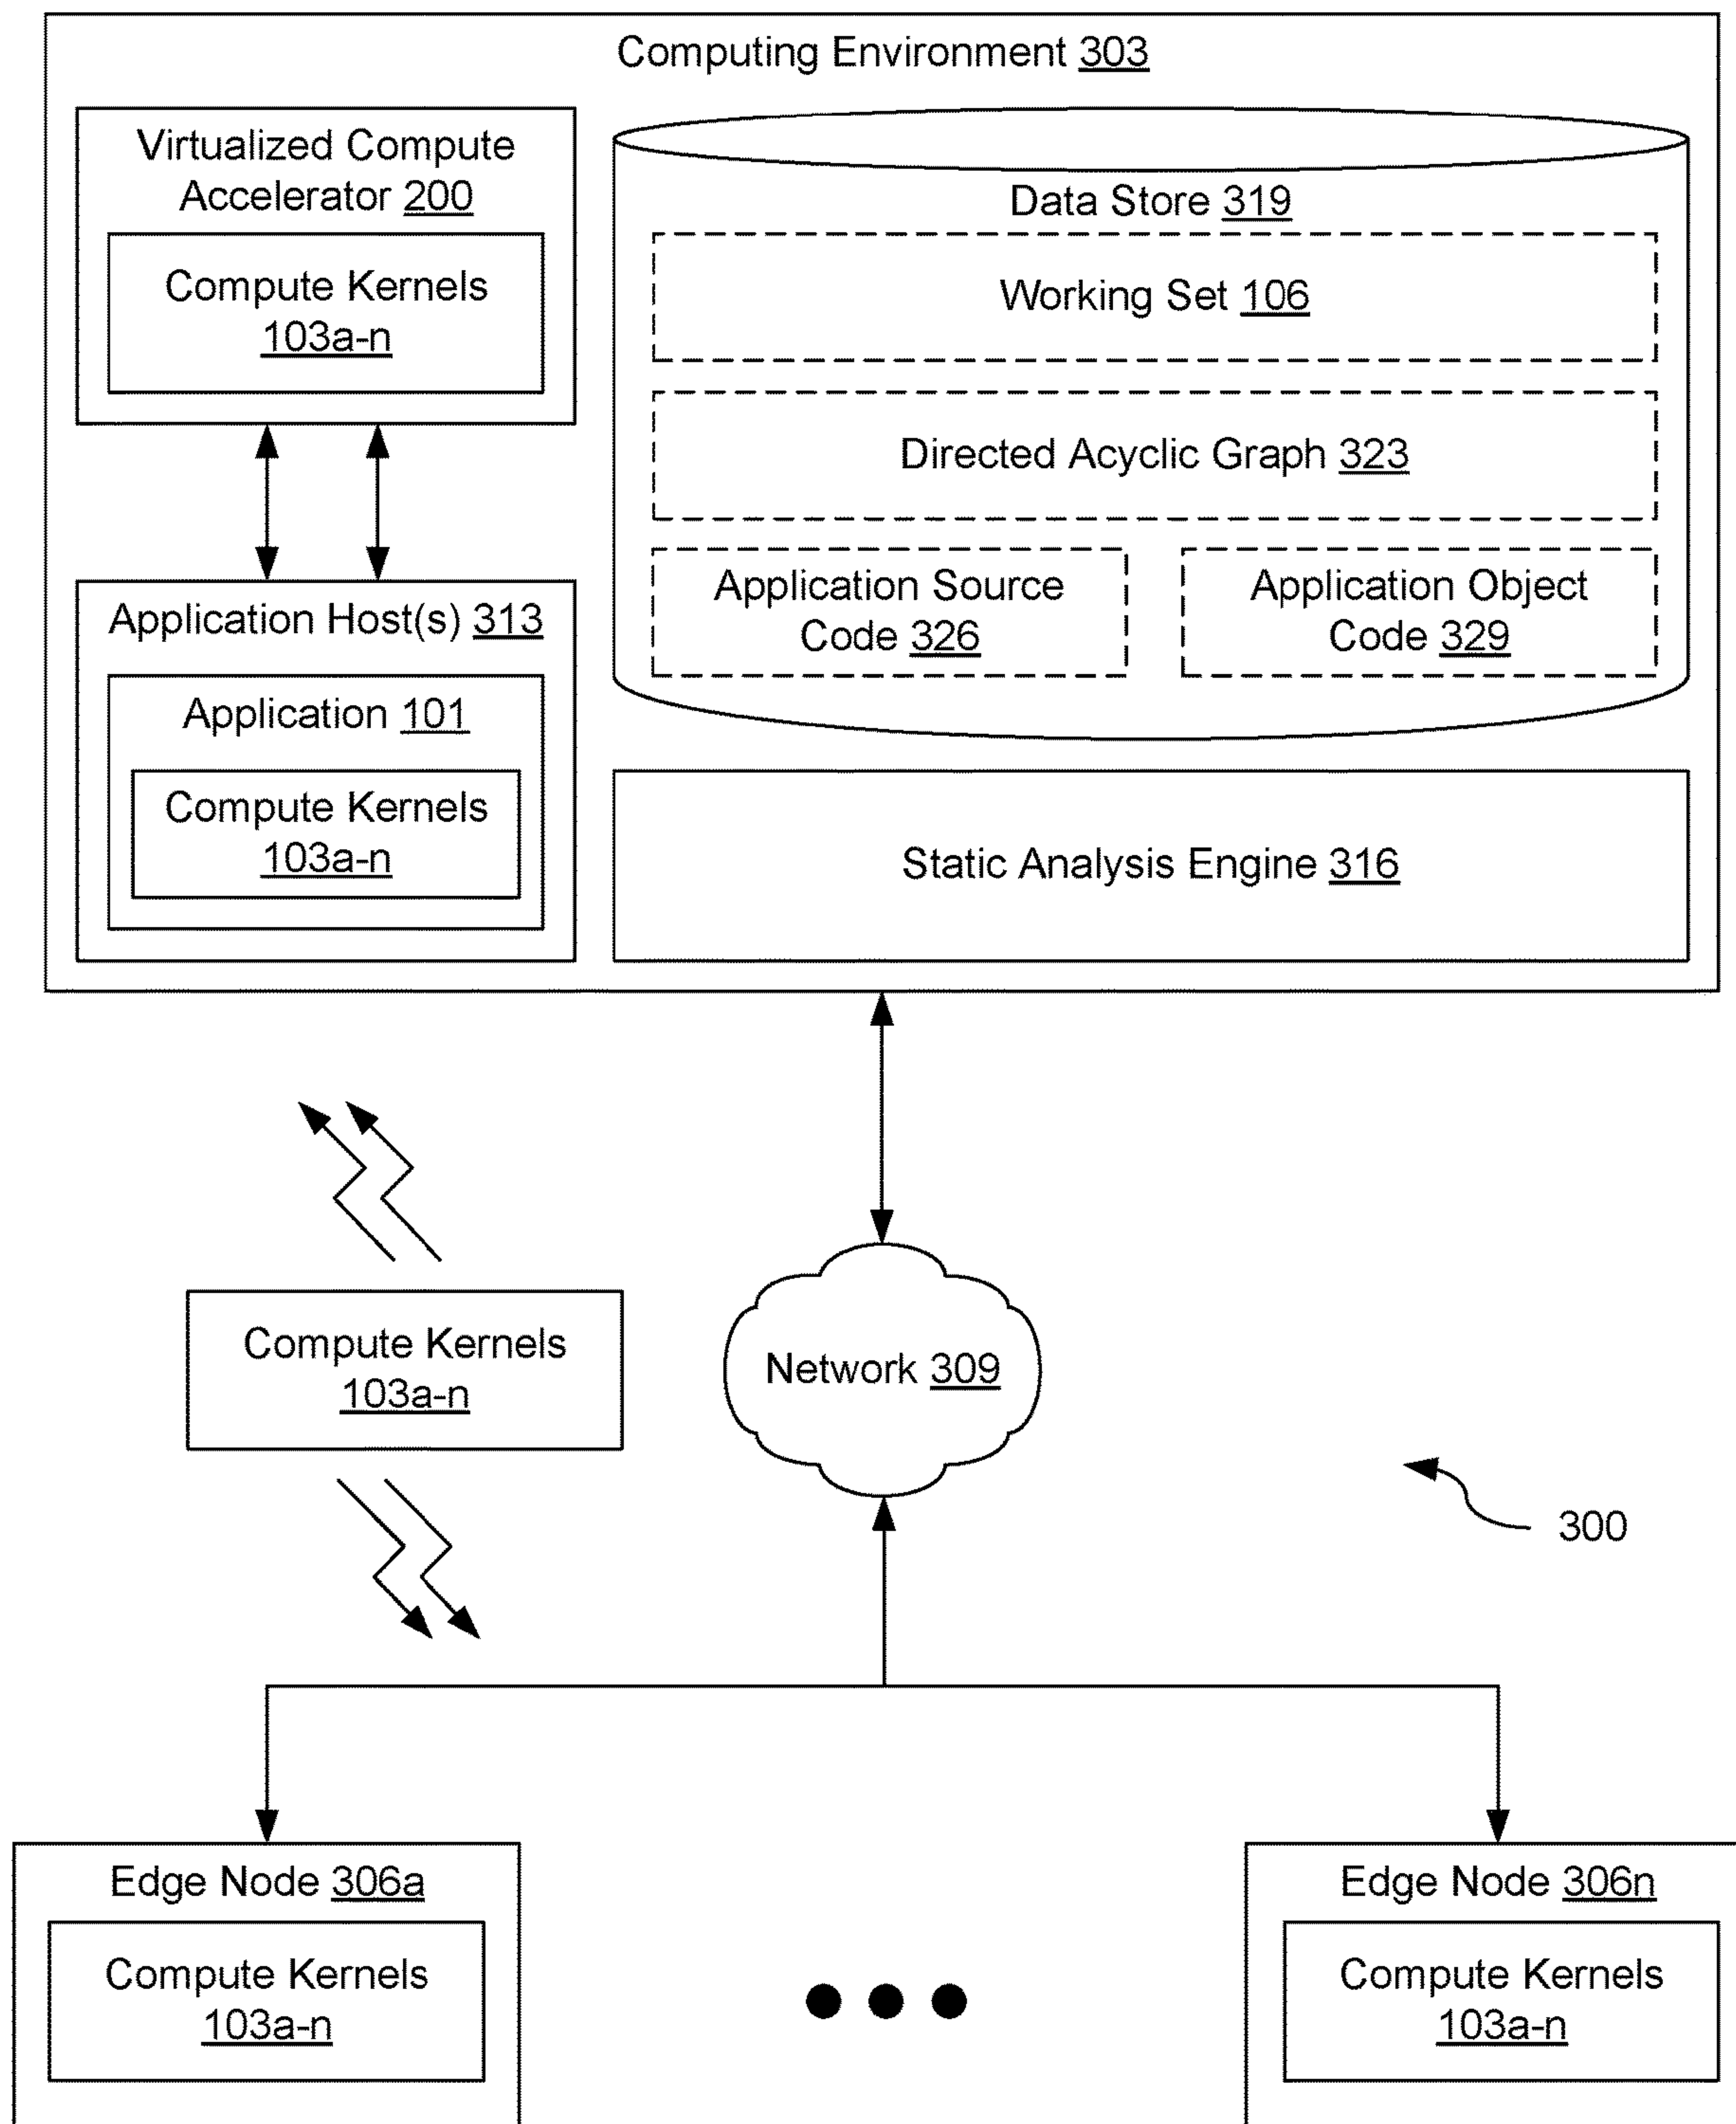 Computing Environment 303
Virtualized Compute
Accelerator 200
Compute Kernels
103a-n
Data Store 319
Working Set 106
Directed Acyclic Graph 323
Application Source
Code 326
Application Object
Code 329
Application Host(s) 313
Application 101
Compute Kernels
103a-n
Static Analysis Engine 316
Compute Kernels
103a-n
Network 309
300
Edge Node 306a
Compute Kernels
103a-n
Edge Node 306n
Compute Kernels
103a-n